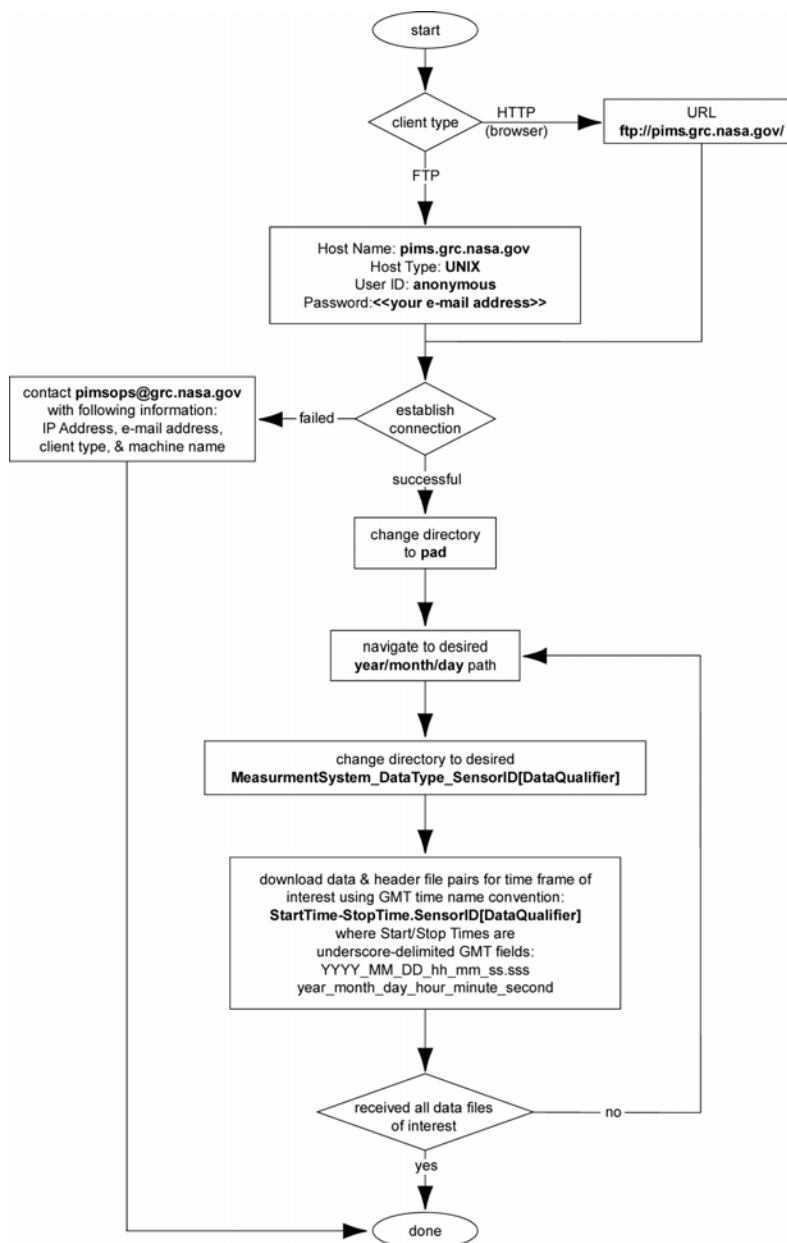 start
client type
HTTP
(browser)
URL
ftp://pims.grc.nasa.gov/
FTP
Host Name: pims.grc.nasa.gov
Host Type: UNIX
User ID: anonymous
Password:<<your e-mail address>>
establish
connection
failed
contact pimsops@grc.nasa.gov
with following information:
IP Address, e-mail address,
client type, & machine name
successful
change directory
to pad
navigate to desired
year/month/day path
change directory to desired
MeasurmentSystem_DataType_SensorID[DataQualifier]
download data & header file pairs for time frame of
interest using GMT time name convention:
StartTime-StopTime.SensorID[DataQualifier]
where Start/Stop Times are
underscore-delimited GMT fields:
YYYY_MM_DD_hh_mm_ss.sss
year_month_day_hour_minute_second
received all data files
of interest
no
yes
done